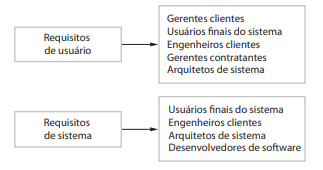 Requisitos
de usuário
Gerentes clientes
Usuários finais do sistema
Engenheiros clientes
Gerentes contratantes
Arquitetos de sistema
Requisitos
de sistema
Usuários finais do sistema
Engenheiros clientes
Arquitetos de sistema
Desenvolvedores de software